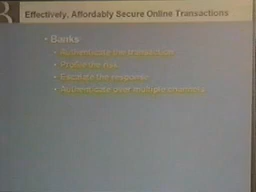 Effectively, Affordably Secure Online Transactions
• Banks
• Authenticate the transaction
• Profile the risk
• Escalate the response
• Authenticate over multiple channels